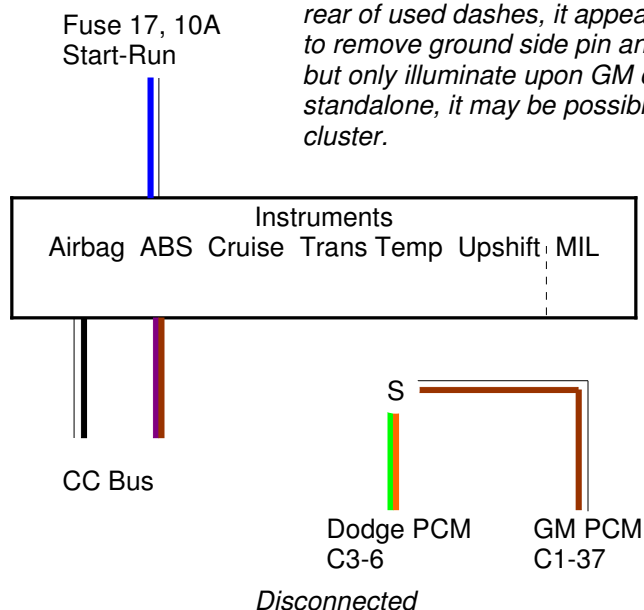 rear of used dashes, it appea
to remove ground side pin an
but only illuminate upon GM
standalone, it may be possibl
cluster.
Fuse 17, 10A
Start-Run
Instruments
Airbag ABS Cruise Trans Temp Upshift MIL
CC Bus
S
Dodge PCM
C3-6
GM PCM
C1-37
Disconnected